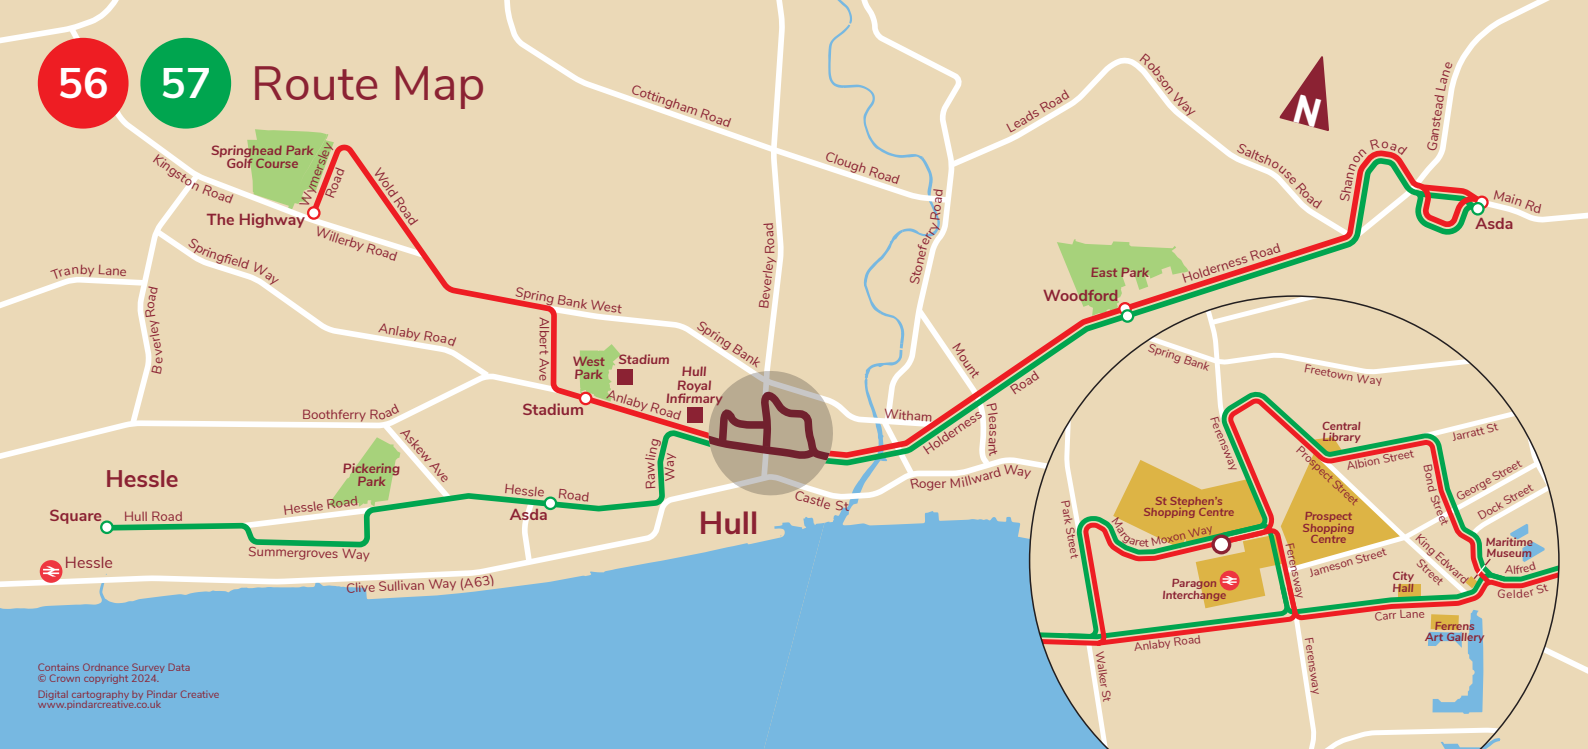 56
57
Route Map
Springhead Park
Golf Course
Wymersley
Road
Wold Road
Kingston Road
The Highway
Willerby Road
Springfield Way
Tranby Lane
Beverley Road
Anlaby Road
Boothferry Road
Askew Ave
Spring Bank West
Albert Ave
Spring Bank
West
Park
Stadium
Stadium
Hull
Royal
Infirmary
Anlaby Road
Rawling
Way
Pickering
Park
Hessle
Square
Hull Road
Hessle Road
Summergroves Way
Hessle Road
Asda
Hessle
Clive Sullivan Way (A63)
Hull
Castle St
Cottingham Road
Clough Road
Beverley Road
Stoneferry Road
Leads Road
Robson Way
Saltshouse Road
Shannon Road
Ganstead Lane
Main Rd
Asda
N
East Park
Woodford
Holderness Road
Mount
Pleasant
Holderness
Road
Witham
Roger Millward Way
Spring Bank
Freetown Way
Ferensway
Central
Library
Jarratt St
Albion Street
Prospect Street
Bond Street
George Street
Dock Street
St Stephen's
Shopping Centre
Prospect
Shopping
Centre
Park Street
Margaret Moxon Way
Ferensway
Jameson Street
King Edward
Street
Maritime
Museum
Alfred
Gelder St
Paragon
Interchange
City
Hall
Carr Lane
Ferrens
Art Gallery
Anlaby Road
Walker St
Ferensway
Contains Ordnance Survey Data
© Crown copyright 2024.
Digital cartography by Pindar Creative
www.pindarcreative.co.uk